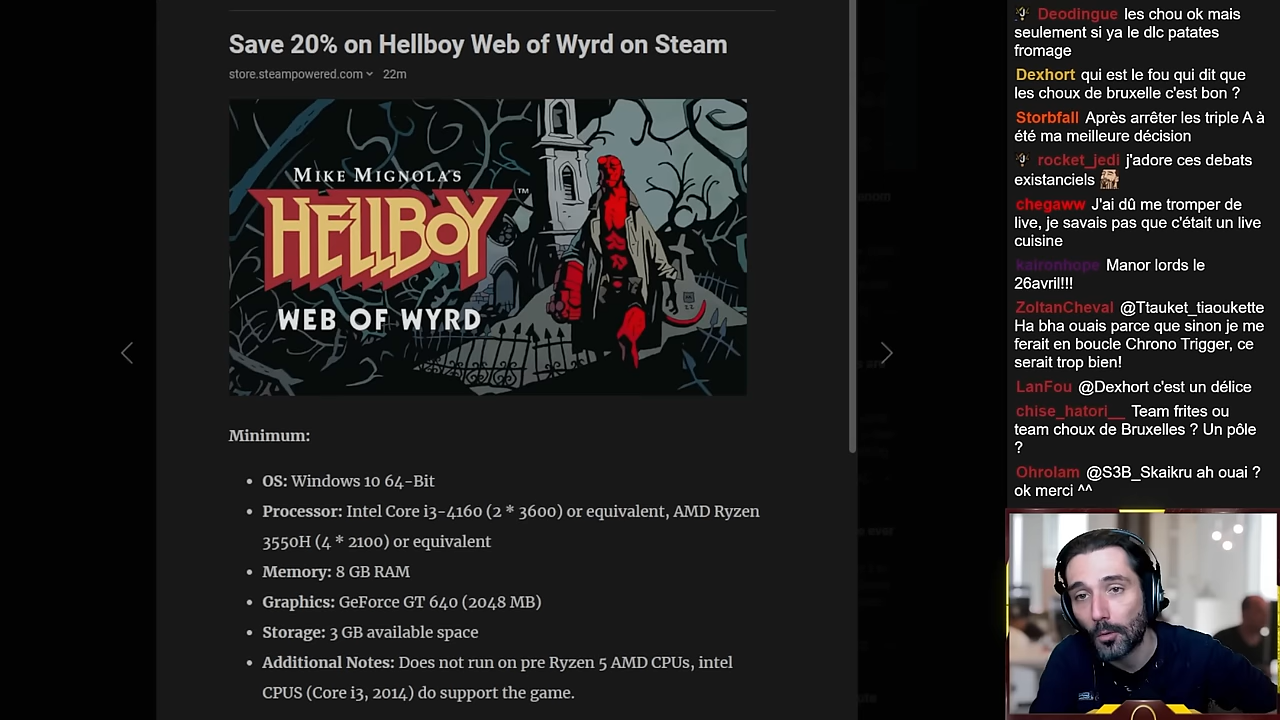 Save 20% on Hellboy Web of Wyrd on Steam
store.steampowered.com 22m
MIKE MIGNOLA'S
HELLBOY™
WEB OF WYRD
Minimum:
• OS: Windows 10 64-Bit
• Processor: Intel Core i3-4160 (2 * 3600) or equivalent, AMD Ryzen
3550H (4 * 2100) or equivalent
• Memory: 8 GB RAM
• Graphics: GeForce GT 640 (2048 MB)
• Storage: 3 GB available space
• Additional Notes: Does not run on pre Ryzen 5 AMD CPUs, intel
CPUS (Core i3, 2014) do support the game.
Deodingue les chou ok mais
seulement si ya le dlc patates
fromage
Dexhort qui est le fou qui dit que
les choux de bruxelle c'est bon ?
Storbfall Après arrêter les triple A à
été ma meilleure décision
rocket_jedi j'adore ces debats
existanciels
chegaww J'ai dû me tromper de
live, je savais pas que c'était un live
cuisine
kaironhope Manor lords le
26avril!!!
ZoltanCheval @Ttauket_tiaoukette
Ha bha ouais parce que sinon je me
ferait en boucle Chrono Trigger, ce
serait trop bien!
LanFou @Dexhort c'est un délice
chise_hatori__ Team frites ou
team choux de Bruxelles ? Un pôle
?
Ohrolam @S3B_Skaikru ah ouai ?
ok merci ^^